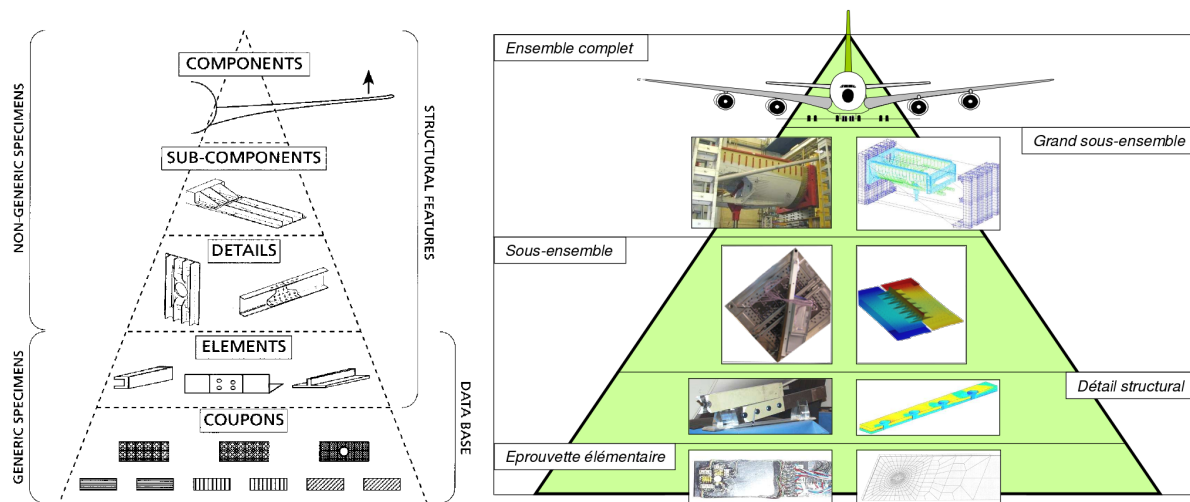 COMPONENTS
SUB-COMPONENTS
DETAILS
ELEMENTS
COUPONS
NON-GENERIC SPECIMENS
GENERIC SPECIMENS
STRUCTURAL FEATURES
DATA BASE
Ensemble complet
Grand sous-ensemble
Sous-ensemble
Détail structural
Eprouvette élémentaire